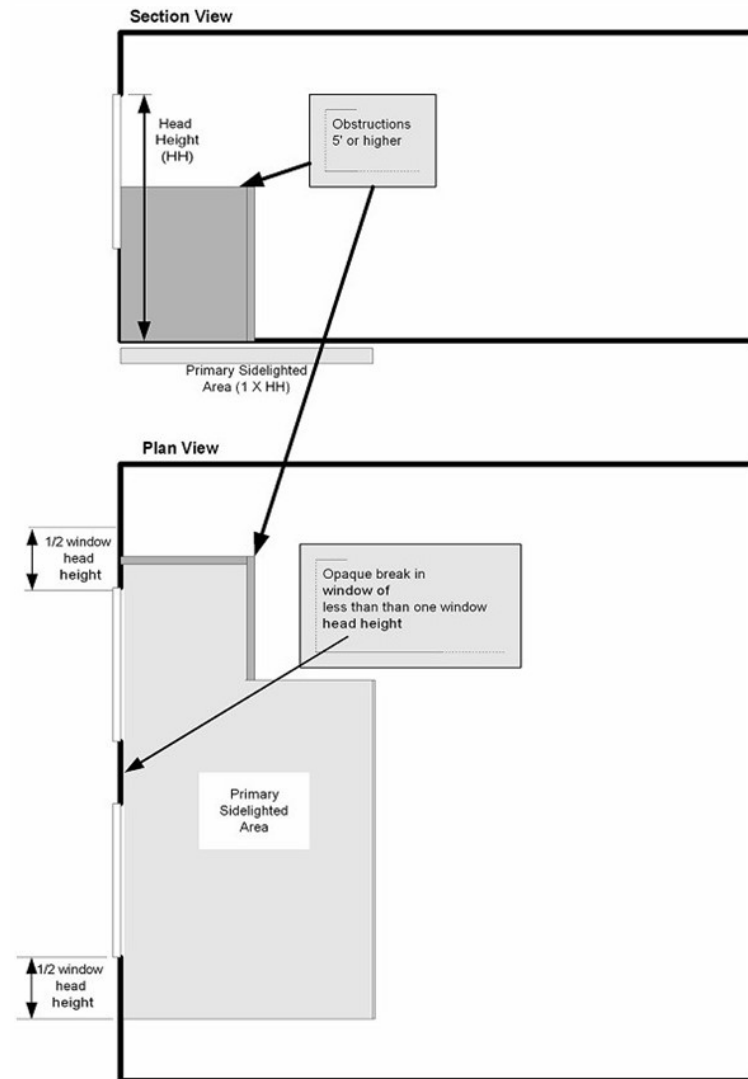 Section View
Head
Height
(HH)
Obstructions
5' or higher
Primary Sidelighted
Area (1 X HH)
Plan View
1/2 window
head
height
Opaque break in
window of
less than than one window
head height
Primary
Sidelighted
Area
1/2 window
head
height